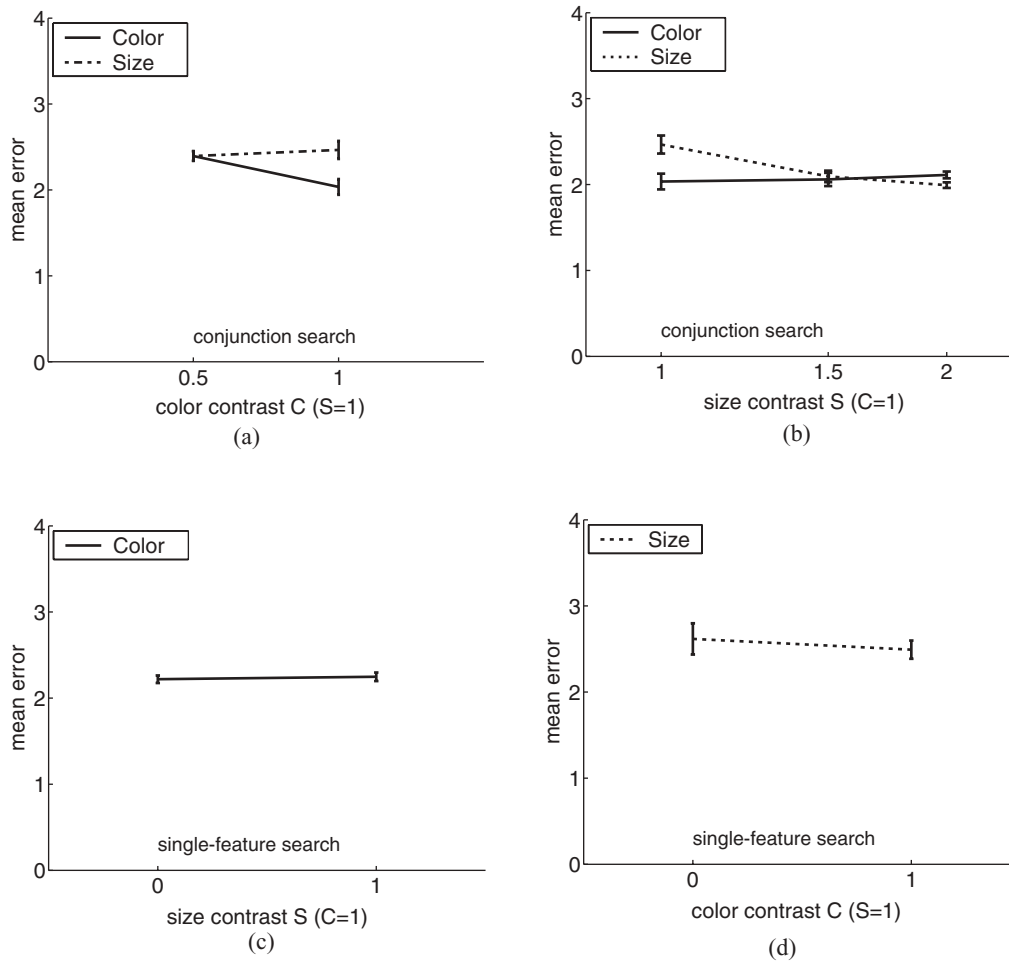 4
Color
Size
3
2
1
0
mean error
conjunction search
0.5 1
color contrast C (S=1)
(a)
4
Color
Size
3
2
1
0
mean error
conjunction search
1 1.5 2
size contrast S (C=1)
(b)
4
Color
3
2
1
0
mean error
single-feature search
0 1
size contrast S (C=1)
(c)
4
Size
3
2
1
0
mean error
single-feature search
0 1
color contrast C (S=1)
(d)